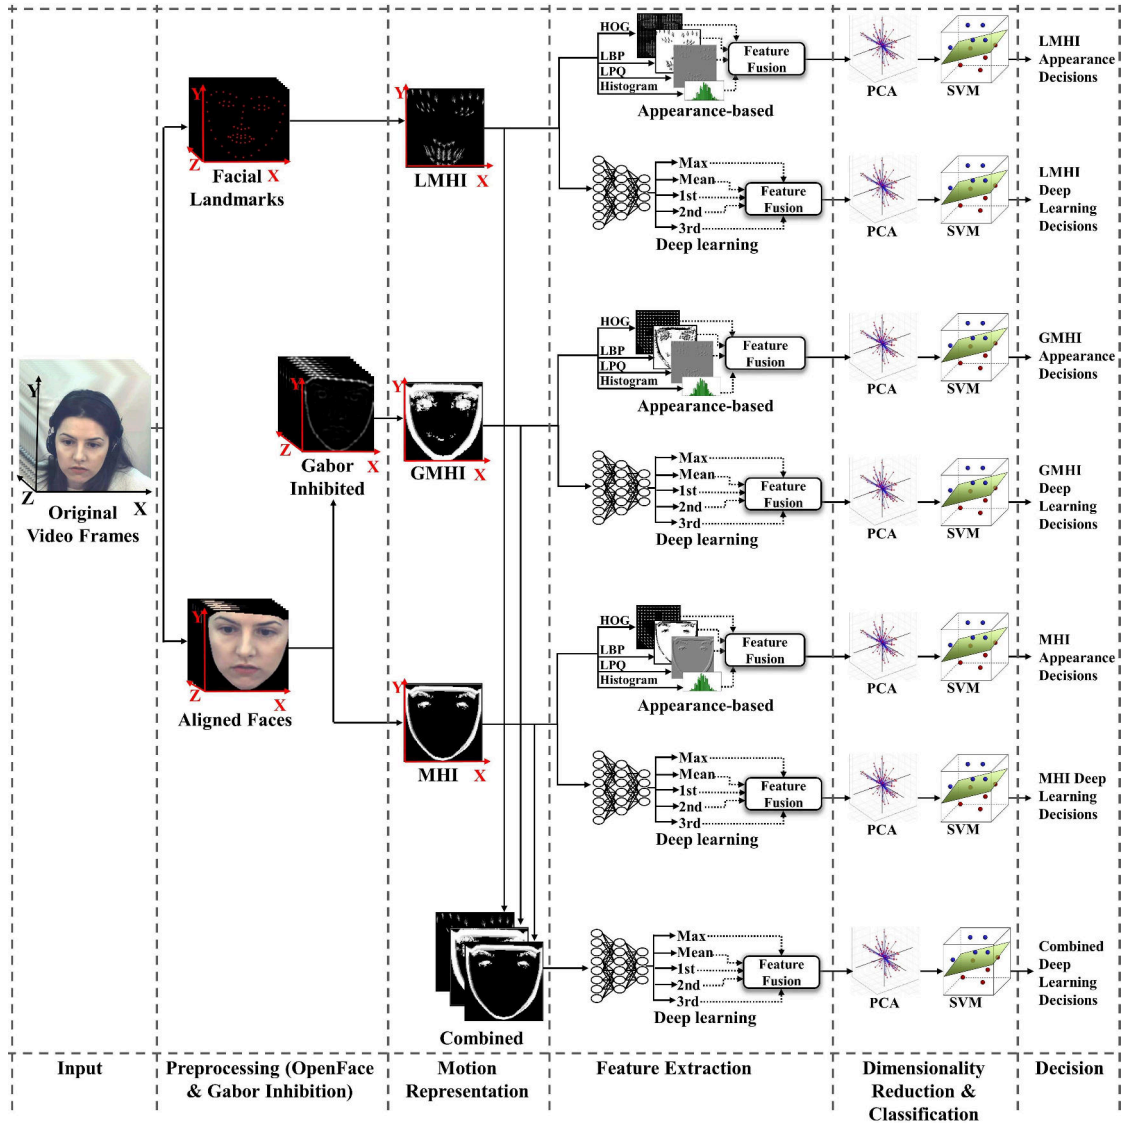 HOG
LBP
LPQ
Histogram
Feature
Fusion
Appearance-based
PCA
SVM
LMHI
Appearance
Decisions
Y
Z
X
Facial
Landmarks
Y
LMHI
X
Max
Mean
1st
2nd
3rd
Feature
Fusion
Deep learning
PCA
SVM
LMHI
Deep
Learning
Decisions
HOG
LBP
LPQ
Histogram
Feature
Fusion
Appearance-based
PCA
SVM
GMHI
Appearance
Decisions
Y
Z
X
Original
Video Frames
Y
Z
X
Gabor
Inhibited
Y
GMHI
X
Max
Mean
1st
2nd
3rd
Feature
Fusion
Deep learning
PCA
SVM
GMHI
Deep
Learning
Decisions
Y
Z
X
Aligned Faces
Y
MHI
X
HOG
LBP
LPQ
Histogram
Feature
Fusion
Appearance-based
PCA
SVM
MHI
Appearance
Decisions
Max
Mean
1st
2nd
3rd
Feature
Fusion
Deep learning
PCA
SVM
MHI Deep
Learning
Decisions
Combined
Max
Mean
1st
2nd
3rd
Feature
Fusion
Deep learning
PCA
SVM
Combined
Deep
Learning
Decisions
Input
Preprocessing (OpenFace
& Gabor Inhibition)
Motion
Representation
Feature Extraction
Dimensionality
Reduction &
Classification
Decision